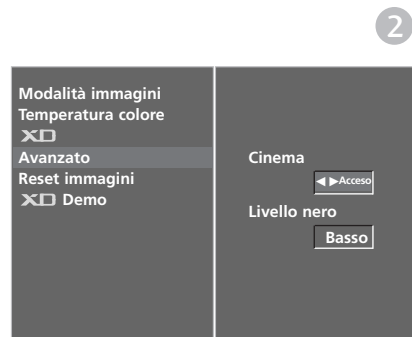 2
Modalità immagini
Temperatura colore
XD
Avanzato
Reset immagini
XD Demo
Cinema
◀ ▶Acceso
Livello nero
Basso